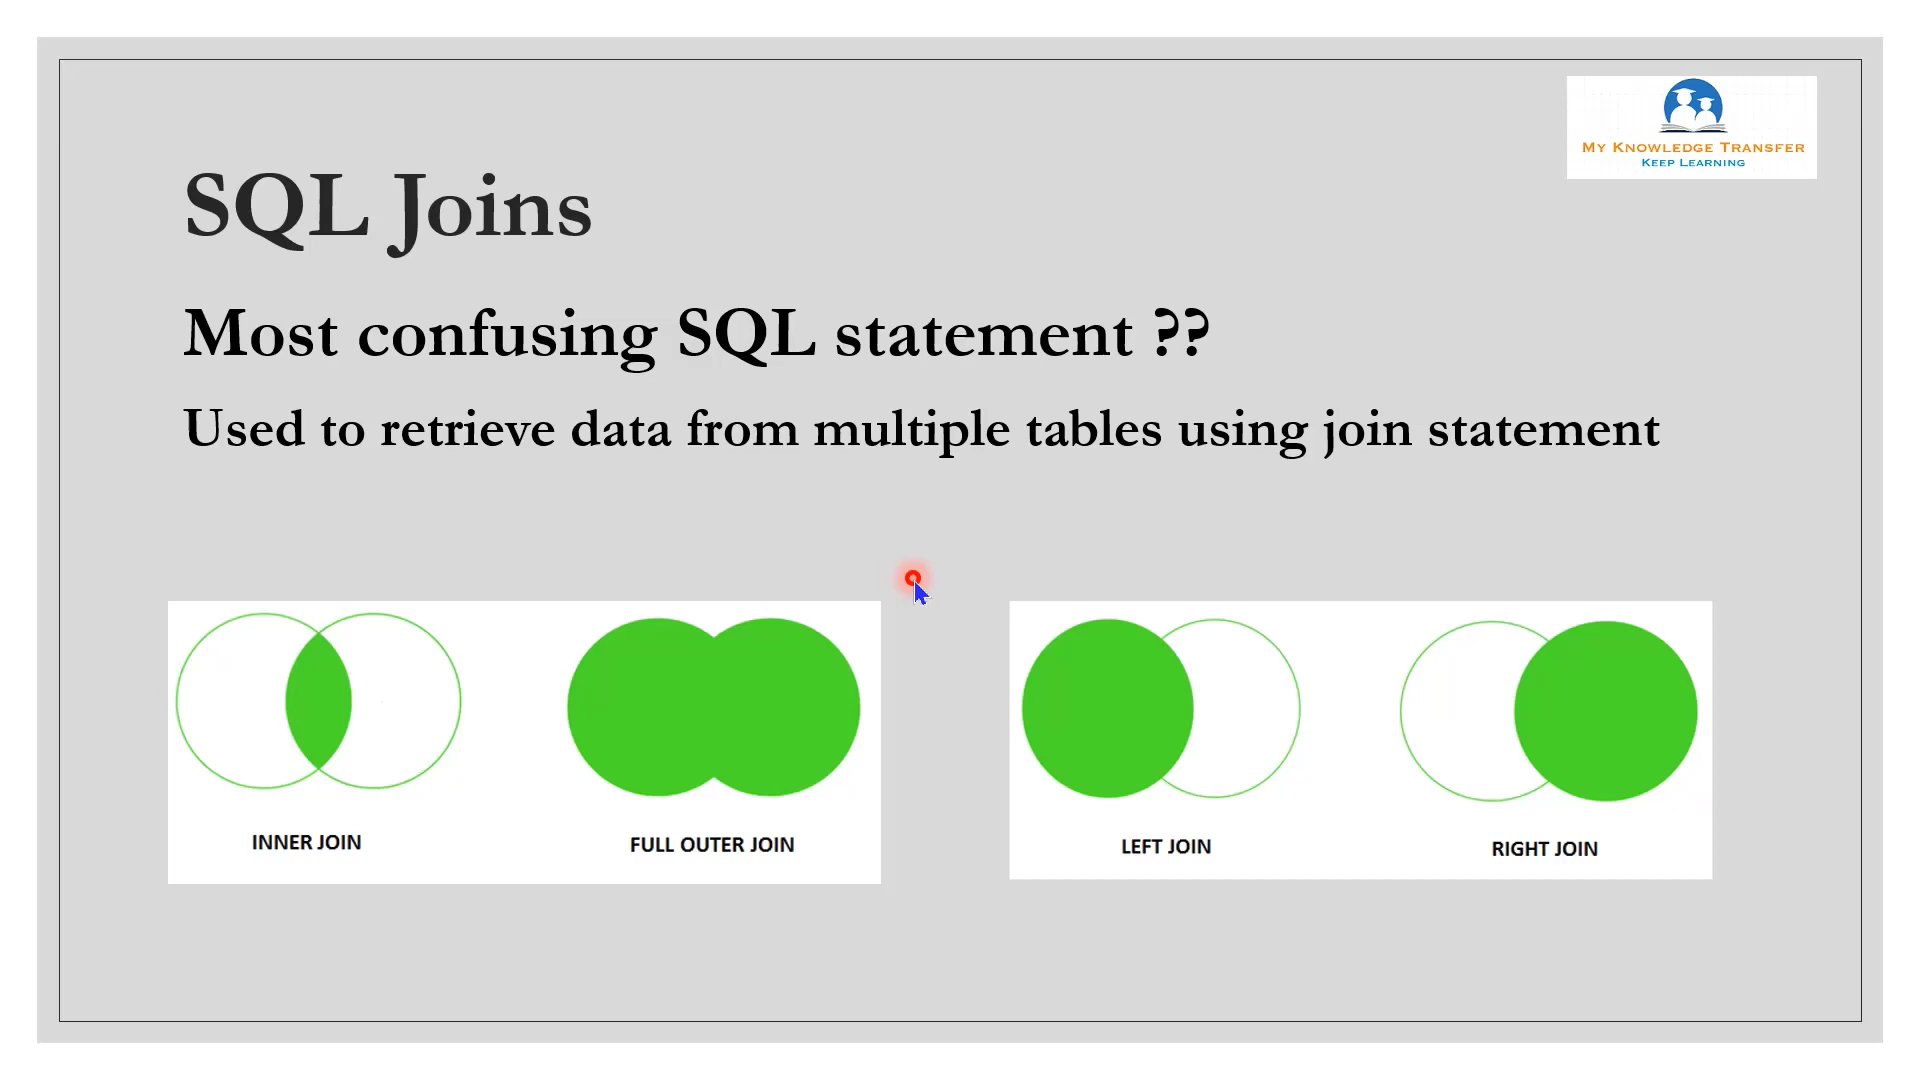 My Knowledge Transfer
Keep Learning
SQL Joins
Most confusing SQL statement ??
Used to retrieve data from multiple tables using join statement
INNER JOIN
FULL OUTER JOIN
LEFT JOIN
RIGHT JOIN